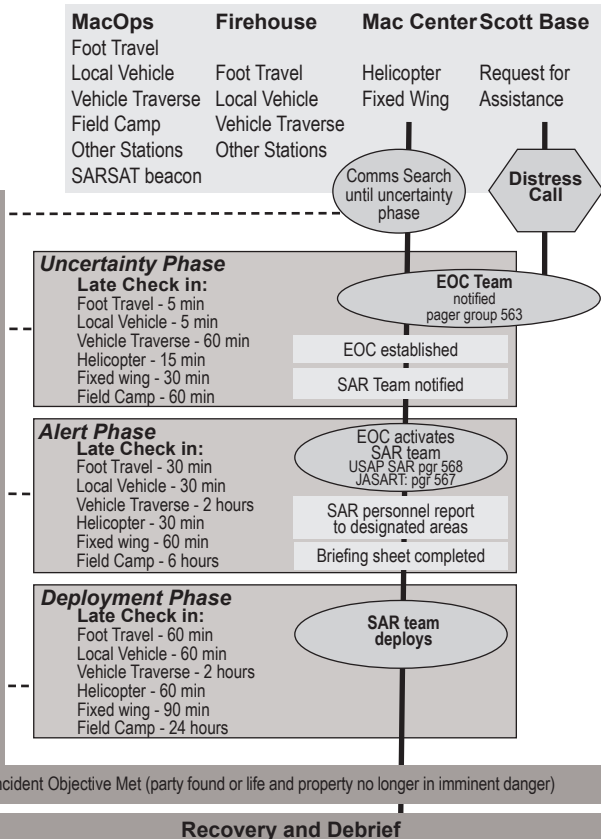 MacOps
Foot Travel
Local Vehicle
Vehicle Traverse
Field Camp
Other Stations
SARSAT beacon
Firehouse
Foot Travel
Local Vehicle
Vehicle Traverse
Other Stations
Mac Center
Helicopter
Fixed Wing
Scott Base
Request for
Assistance
Comms Search
until uncertainty
phase
Distress
Call
Uncertainty Phase
Late Check in:
Foot Travel - 5 min
Local Vehicle - 5 min
Vehicle Traverse - 60 min
Helicopter - 15 min
Fixed wing - 30 min
Field Camp - 60 min
EOC Team
notified
pager group 563
EOC established
SAR Team notified
Alert Phase
Late Check in:
Foot Travel - 30 min
Local Vehicle - 30 min
Vehicle Traverse - 2 hours
Helicopter - 30 min
Fixed wing - 60 min
Field Camp - 6 hours
EOC activates
SAR team
USAP SAR pgr 568
JASART: pgr 567
SAR personnel report
to designated areas
Briefing sheet completed
Deployment Phase
Late Check in:
Foot Travel - 60 min
Local Vehicle - 60 min
Vehicle Traverse - 2 hours
Helicopter - 60 min
Fixed wing - 90 min
Field Camp - 24 hours
SAR team
deploys
ncident Objective Met (party found or life and property no longer in imminent danger)
Recovery and Debrief